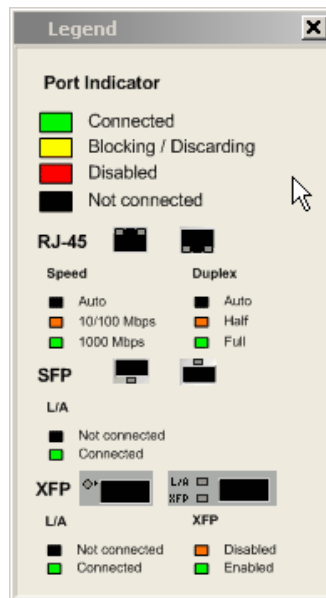 Legend
Port Indicator
Connected
Blocking / Discarding
Disabled
Not connected
RJ-45
Speed Duplex
Auto Auto
10/100 Mbps Half
1000 Mbps Full
SFP
L/A
Not connected
Connected
XFP L/A
XFP
L/A XFP
Not connected Disabled
Connected Enabled